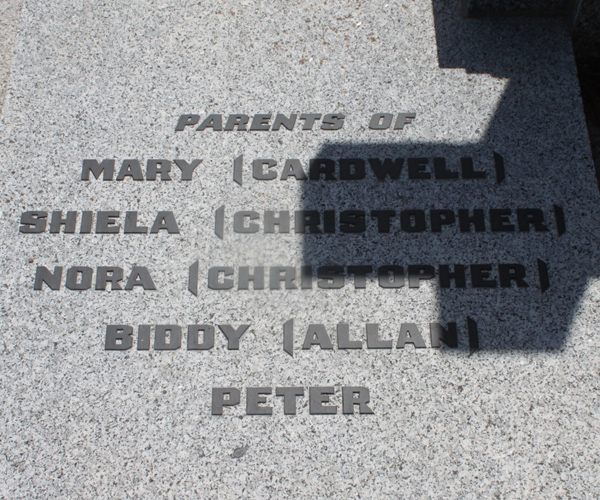 PARENTS OF
MARY (CARDWELL)
SHIELA (CHRISTOPHER)
NORA (CHRISTOPHER)
BIDDY (ALLAN)
PETER